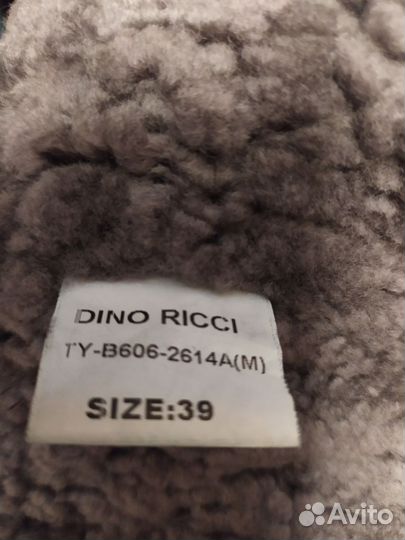 DINO RICCI
TY-B606-2614A(M)
SIZE:39
Avito